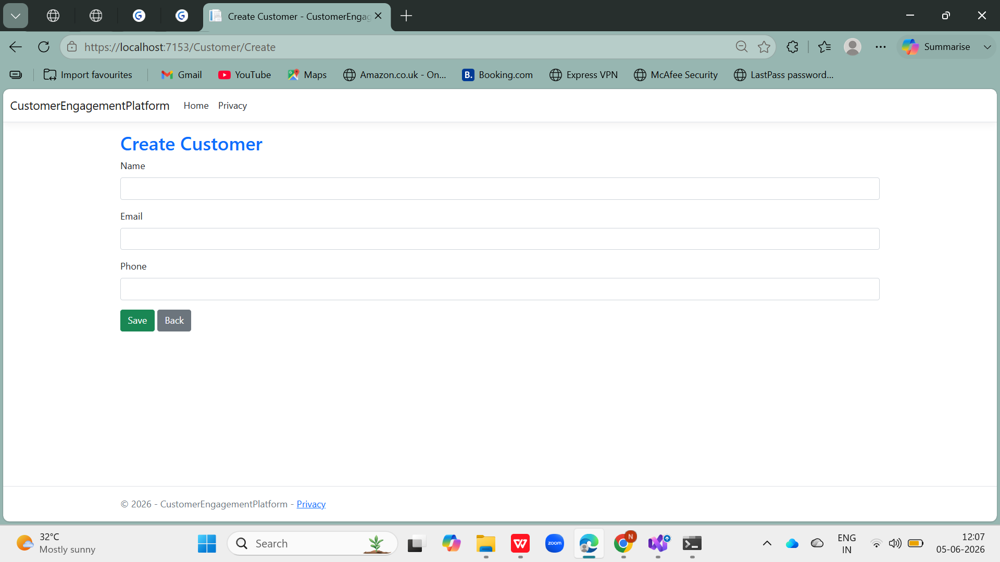 Create Customer - CustomerEngag
https://localhost:7153/Customer/Create
Summarise
Import favourites
Gmail
YouTube
Maps
Amazon.co.uk - On...
B. Booking.com
Express VPN
McAfee Security
LastPass password...
CustomerEngagementPlatform
Home
Privacy
Create Customer
Name
Email
Phone
Save
Back
© 2026 - CustomerEngagementPlatform - Privacy
32°C
Mostly sunny
Search
zoom
N
ENG
IN
12:07
05-06-2026